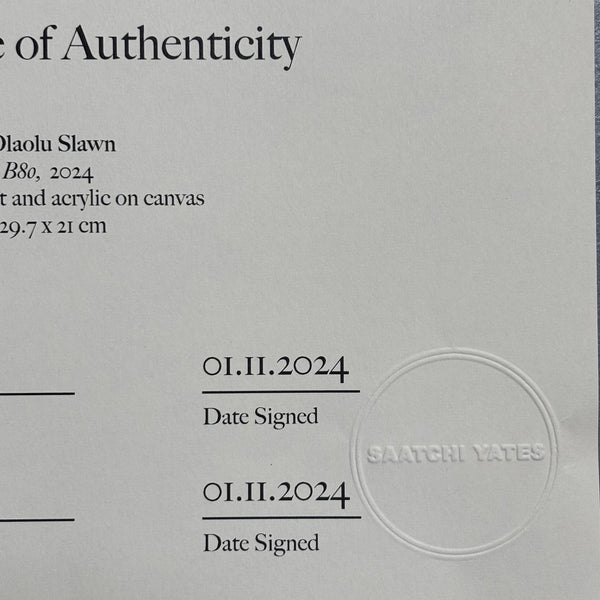 e of Authenticity
Olaolu Slawn
B80, 2024
t and acrylic on canvas
29.7 x 21 cm
01.11.2024
Date Signed
SAATCHI YATES
01.11.2024
Date Signed